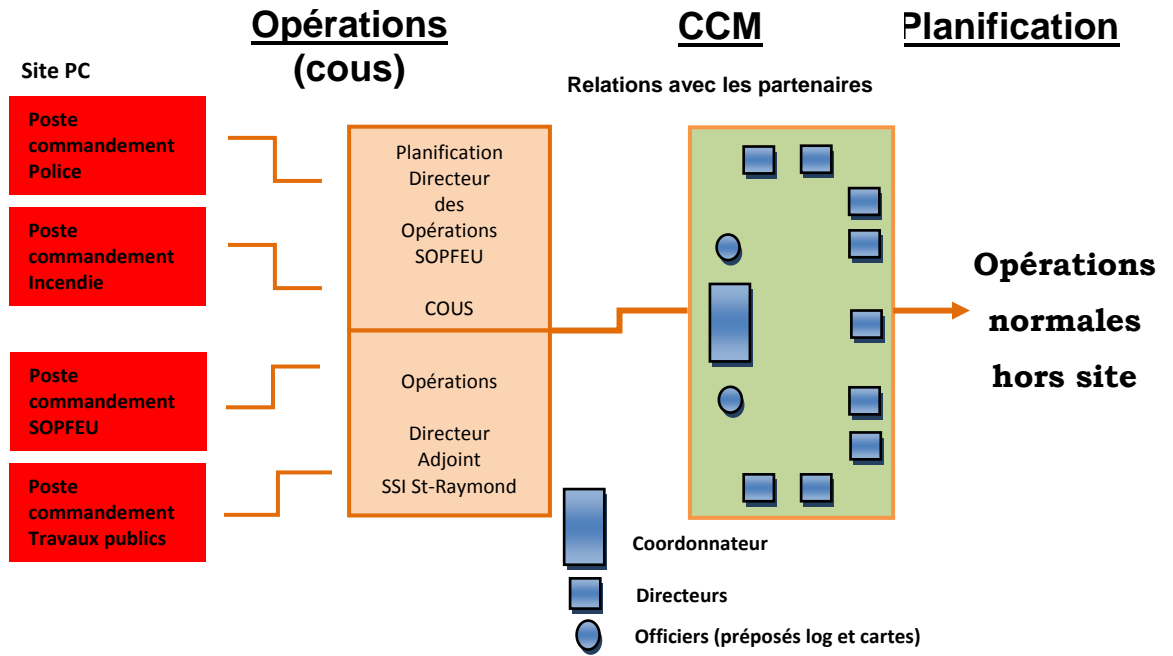 Opérations
(cous)
CCM
Planification
Site PC
Relations avec les partenaires
Poste
commandement
Police
Poste
commandement
Incendie
Poste
commandement
SOPFEU
Poste
commandement
Travaux publics
Planification
Directeur
des
Opérations
SOPFEU
COUS
Opérations
Directeur
Adjoint
SSI St-Raymond
Opérations
normales
hors site
Coordonnateur
Directeurs
Officiers (préposés log et cartes)